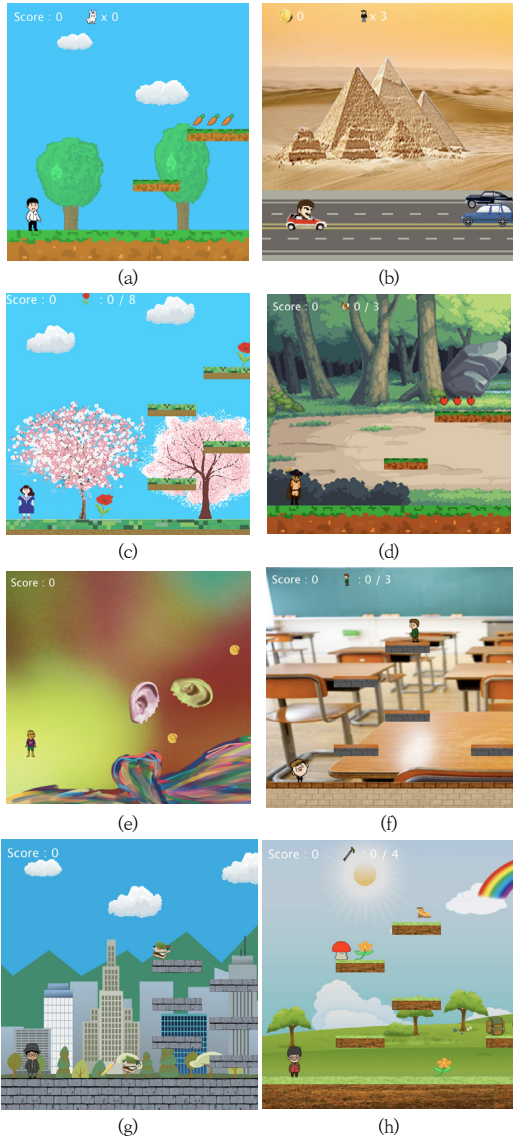 Score : 0 x 0
0 x 3
(a)
(b)
Score : 0 : 0 / 8
Score : 0 0 / 3
(c)
(d)
Score : 0
Score : 0 : 0 / 3
(e)
(f)
Score : 0
Score : 0 : 0 / 4
(g)
(h)